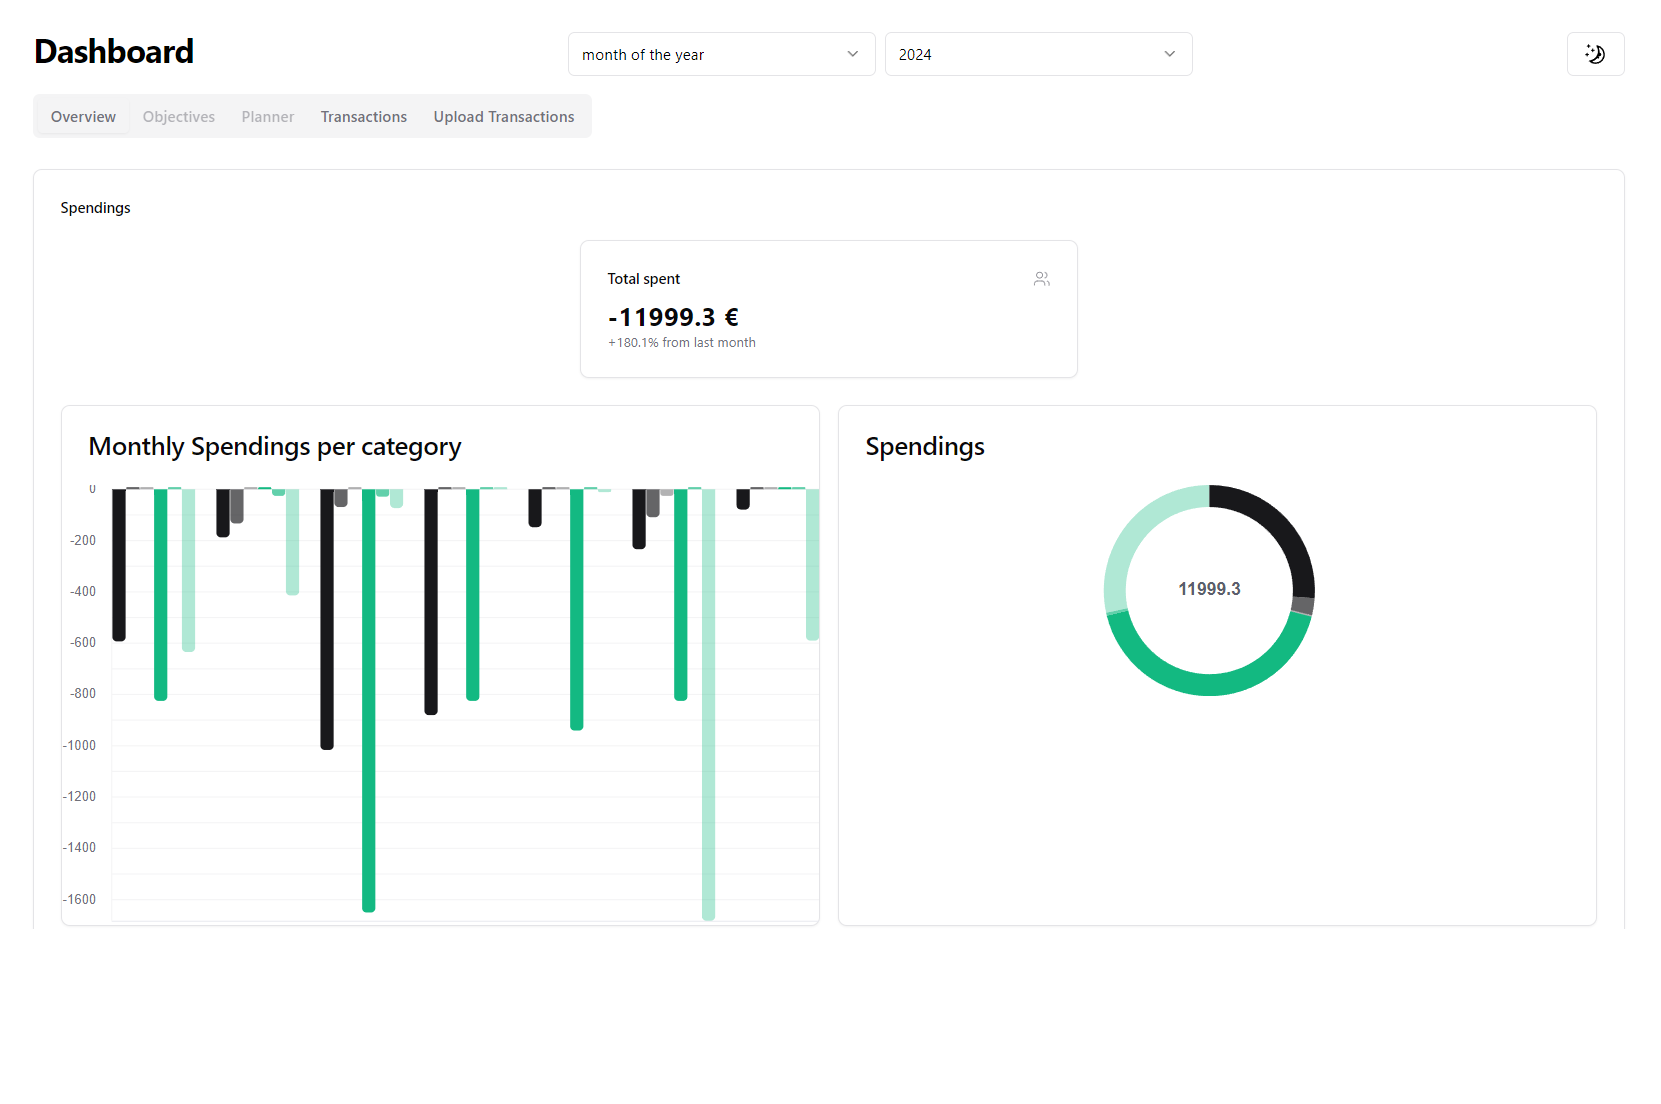 Dashboard
month of the year
2024
Overview
Objectives
Planner
Transactions
Upload Transactions
Spendings
Total spent
-11999.3 €
+180.1% from last month
Monthly Spendings per category
0
-200
-400
-600
-800
-1000
-1200
-1400
-1600
Spendings
11999.3